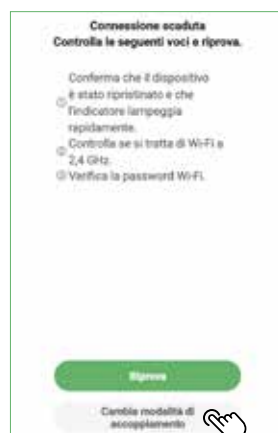 Connessione scaduta
Controlla le seguenti voci e riprova.
① Conferma che il dispositivo
è stato ripristinato e che
l'indicatore lampeggia
rapidamente.
② Controlla se si tratta di Wi-Fi a
2,4 GHz.
③ Verifica la password Wi-Fi.
Riprova
Cambia modalità di
accoppiamento